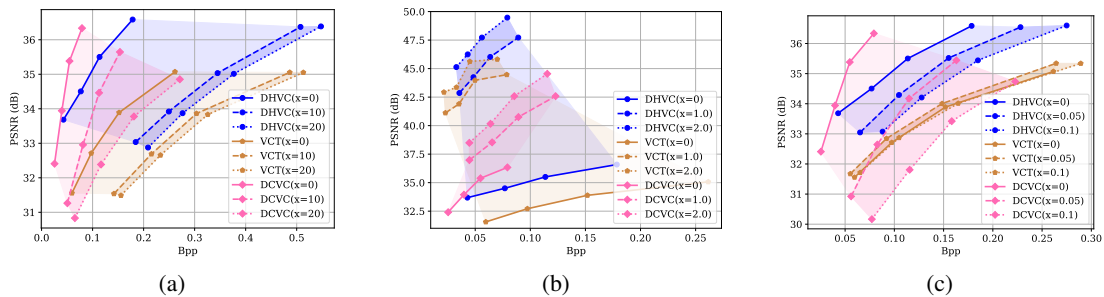 36
35
34
33
32
31
PSNR (dB)
0.0
0.1
0.2
0.3
0.4
0.5
Bpp
DHVC(x=0)
DHVC(x=10)
DHVC(x=20)
VCT(x=0)
VCT(x=10)
VCT(x=20)
DCVC(x=0)
DCVC(x=10)
DCVC(x=20)
(a)
50.0
47.5
45.0
42.5
40.0
37.5
35.0
32.5
PSNR (dB)
0.05
0.10
0.15
0.20
0.25
Bpp
DHVC(x=0)
DHVC(x=1.0)
DHVC(x=2.0)
VCT(x=0)
VCT(x=1.0)
VCT(x=2.0)
DCVC(x=0)
DCVC(x=1.0)
DCVC(x=2.0)
(b)
36
35
34
33
32
31
30
PSNR (dB)
0.05
0.10
0.15
0.20
0.25
0.30
Bpp
DHVC(x=0)
DHVC(x=0.05)
DHVC(x=0.1)
VCT(x=0)
VCT(x=0.05)
VCT(x=0.1)
DCVC(x=0)
DCVC(x=0.05)
DCVC(x=0.1)
(c)